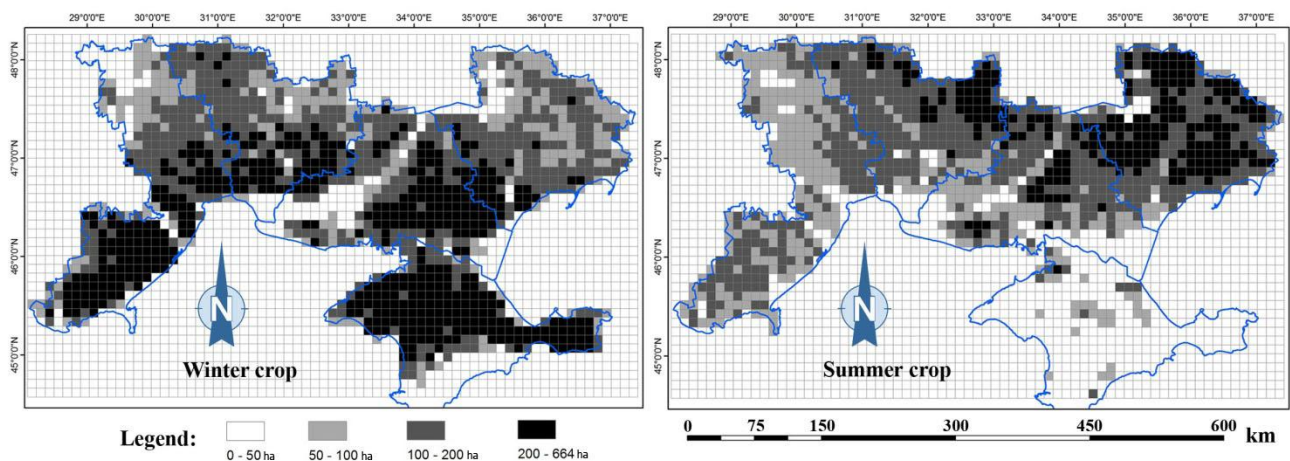 29°0'0"E 30°0'0"E 31°0'0"E 32°0'0"E 33°0'0"E 34°0'0"E 35°0'0"E 36°0'0"E 37°0'0"E
29°0'0"E 30°0'0"E 31°0'0"E 32°0'0"E 33°0'0"E 34°0'0"E 35°0'0"E 36°0'0"E 37°0'0"E
48°0'0"N
47°0'0"N
46°0'0"N
45°0'0"N
48°0'0"N
47°0'0"N
46°0'0"N
45°0'0"N
N
N
Winter crop
Summer crop
Legend:
0 - 50 ha 50 - 100 ha 100 - 200 ha 200 - 664 ha
0 75 150 300 450 600 km